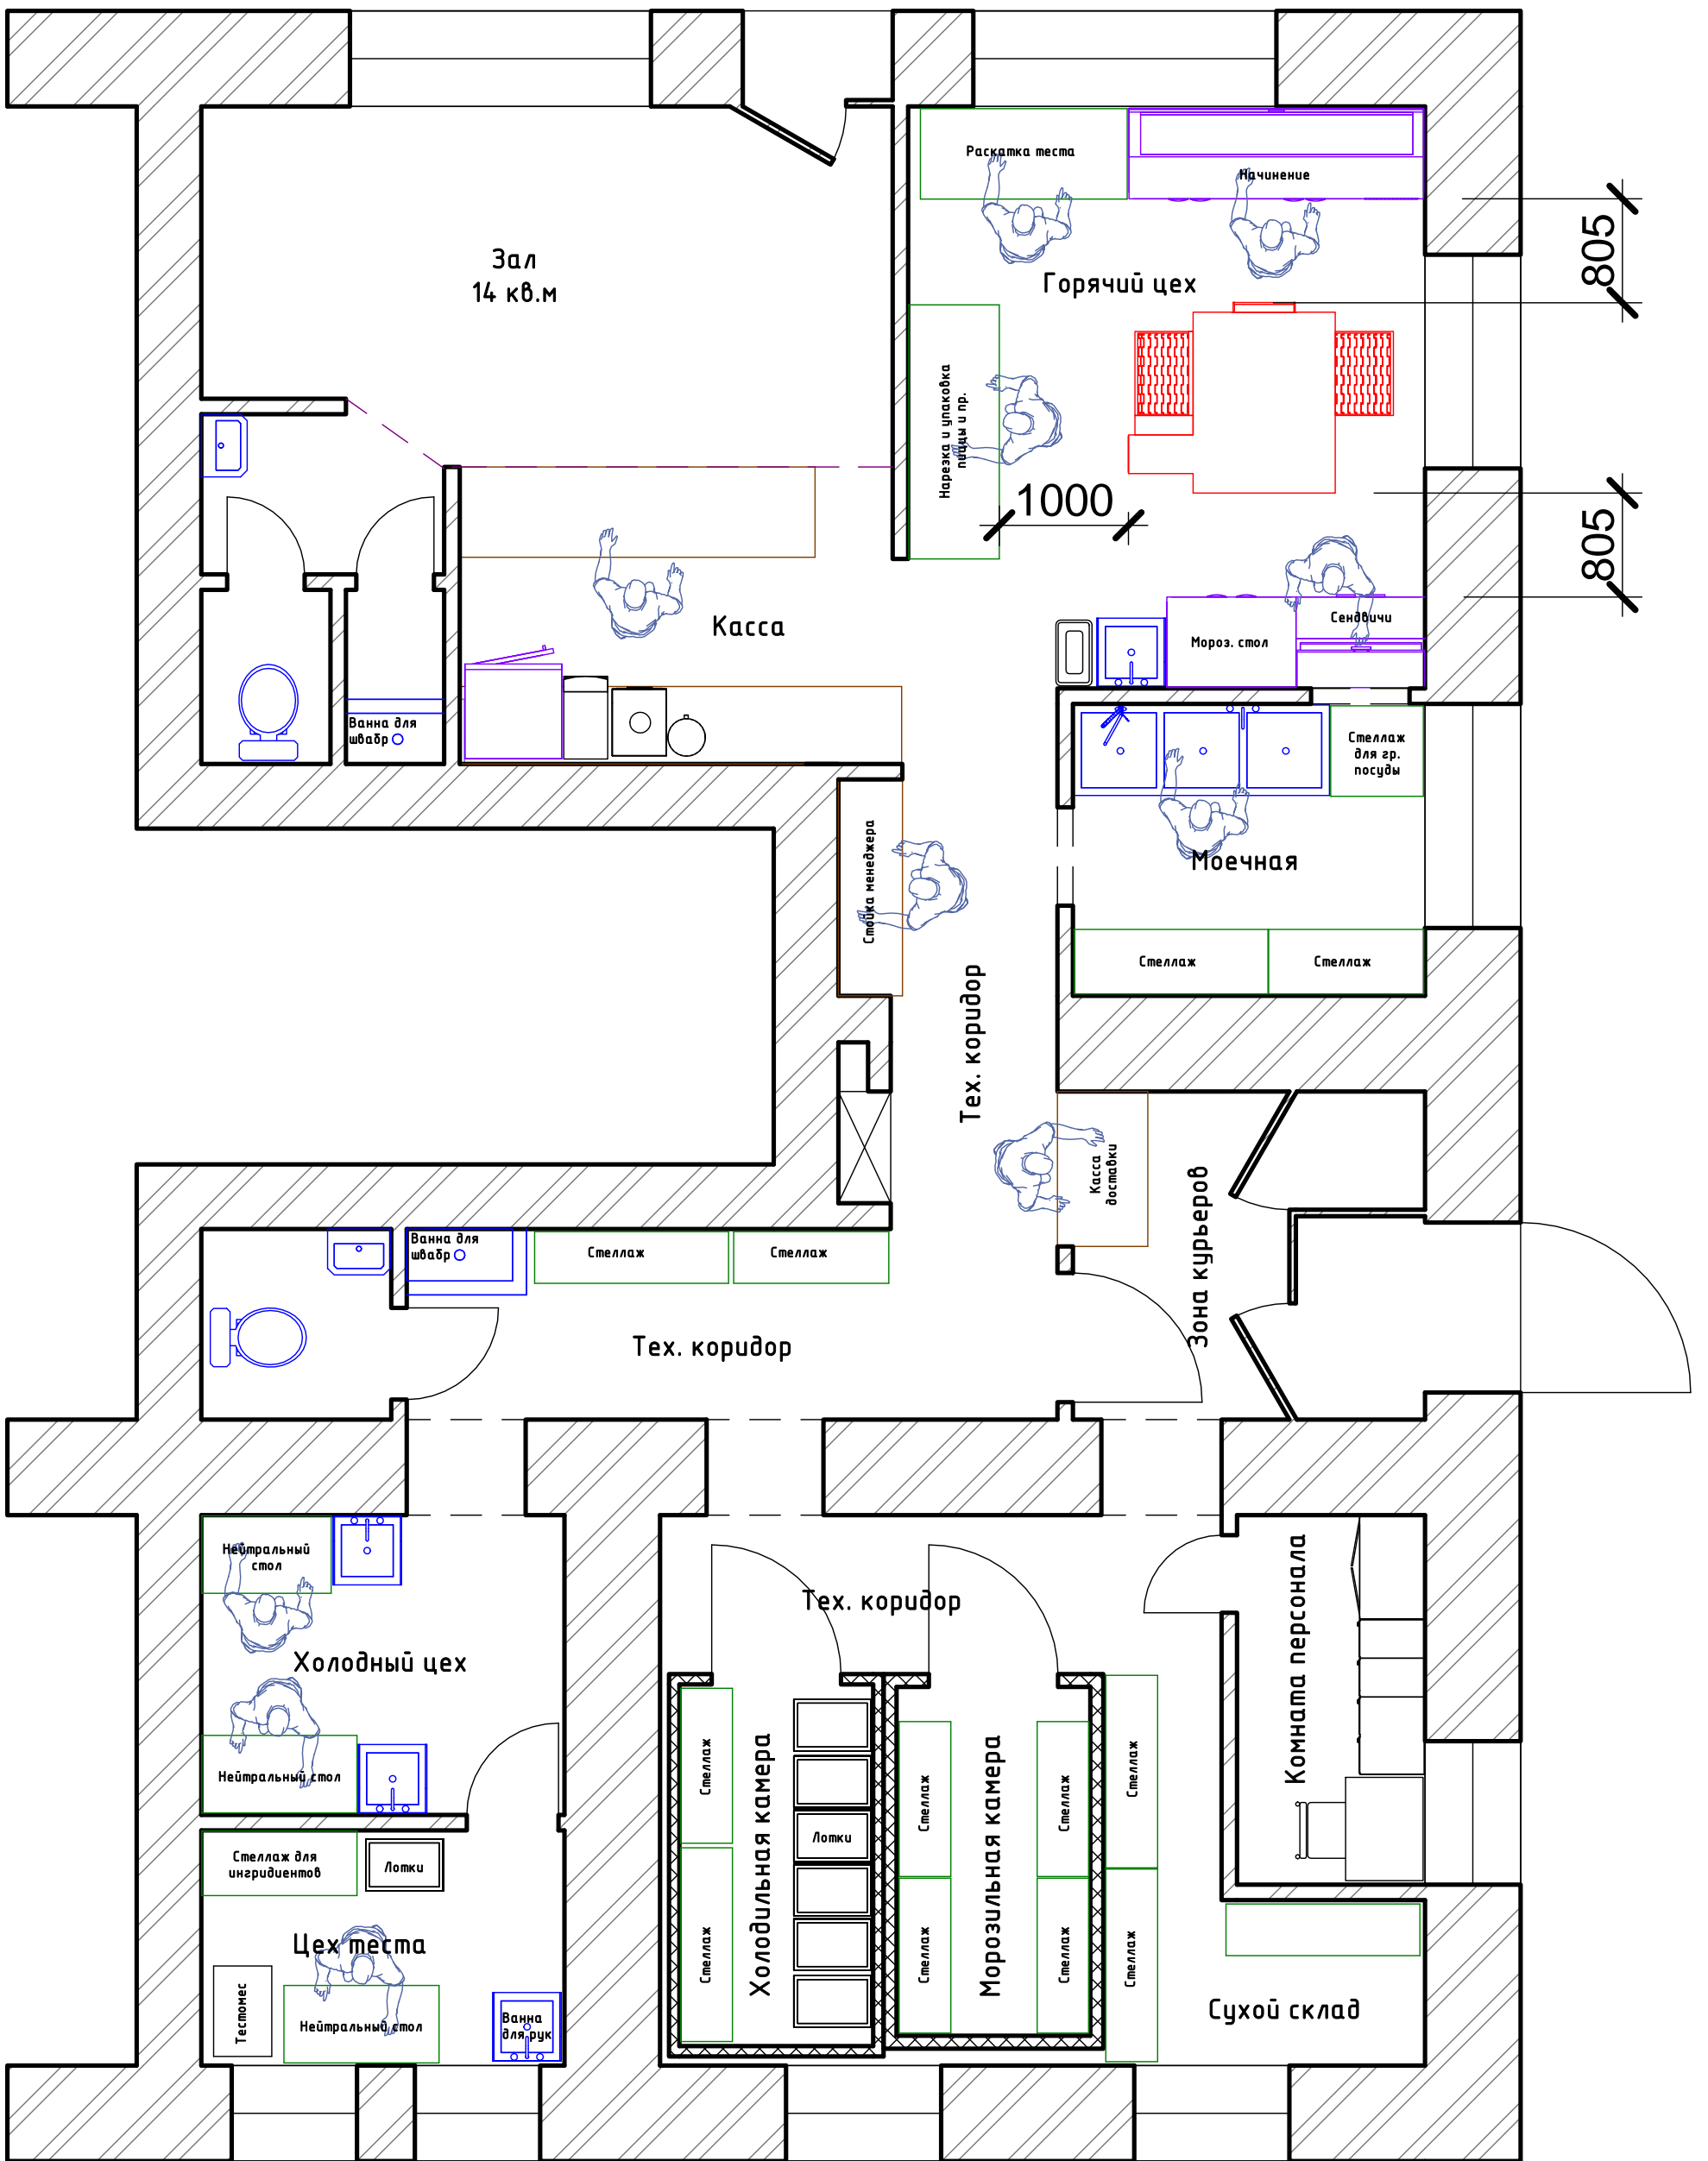 Раскатка теста
Начинение
805
Зал
14 кв.м
Горячий цех
Нарезка и упаковка
пиццы и пр.
1000
805
Касса
Мороз. стол
Сендвичи
Ванна для
швабр
Стеллаж
для гр.
посуды
Стойка менеджера
Моечная
Стеллаж
Стеллаж
Тех. коридор
Касса
доставки
Зона курьеров
Ванна для
швабр
Стеллаж
Стеллаж
Тех. коридор
Нейтральный
стол
Холодный цех
Нейтральный стол
Тех. коридор
Комната персонала
Стеллаж
Холодильная камера
Лотки
Стеллаж
Стеллаж
Морозильная камера
Стеллаж
Стеллаж
Стеллаж
Стеллаж
Стеллаж
Стеллаж для
ингридиентов
Лотки
Цех теста
Тестомес
Нейтральный стол
Ванна
для рук
Сухой склад